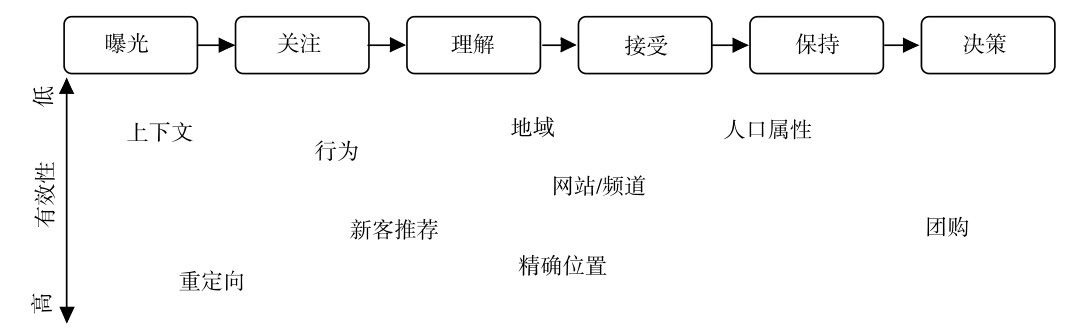 曝光
关注
理解
接受
保持
决策
低
有效性
高
上下文
行为
地域
人口属性
网站/频道
新客推荐
团购
精确位置
重定向